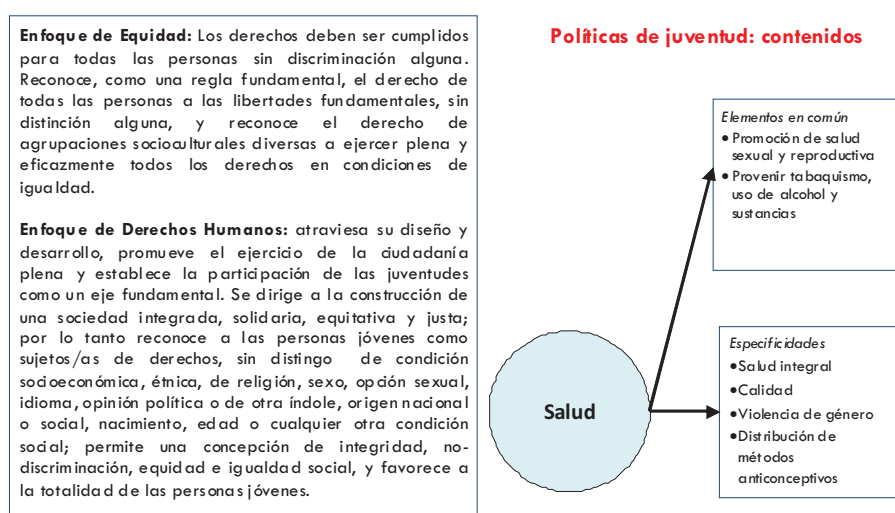 Enfoque de Equidad: Los derechos deben ser cumplidos
para todas las personas sin discriminación alguna.
Reconoce, como una regla fundamental, el derecho de
todas las personas a las libertades fundamentales, sin
distinción alguna, y reconoce el derecho de
agrupaciones socioculturales diversas a ejercer plena y
eficazmente todos los derechos en condiciones de
igualdad.
Enfoque de Derechos Humanos: atraviesa su diseño y
desarrollo, promueve el ejercicio de la ciudadanía
plena y establece la participación de las juventudes
como un eje fundamental. Se dirige a la construcción de
una sociedad integrada, solidaria, equitativa y justa;
por lo tanto reconoce a las personas jóvenes como
sujetos/as de derechos, sin distingo de condición
socioeconómica, étnica, de religión, sexo, opción sexual,
idioma, opinión política o de otra índole, origen nacional
o social, nacimiento, edad o cualquier otra condición
social; permite una concepción de integridad, no-
discriminación, equidad e igualdad social, y favorece a
la totalidad de las personas jóvenes.
Políticas de juventud: contenidos
Elementos en común
• Promoción de salud
sexual y reproductiva
• Provenir tabaquismo,
uso de alcohol y
sustancias
Salud
Especificidades
•Salud integral
•Calidad
•Violencia de género
•Distribución de
métodos
anticonceptivos